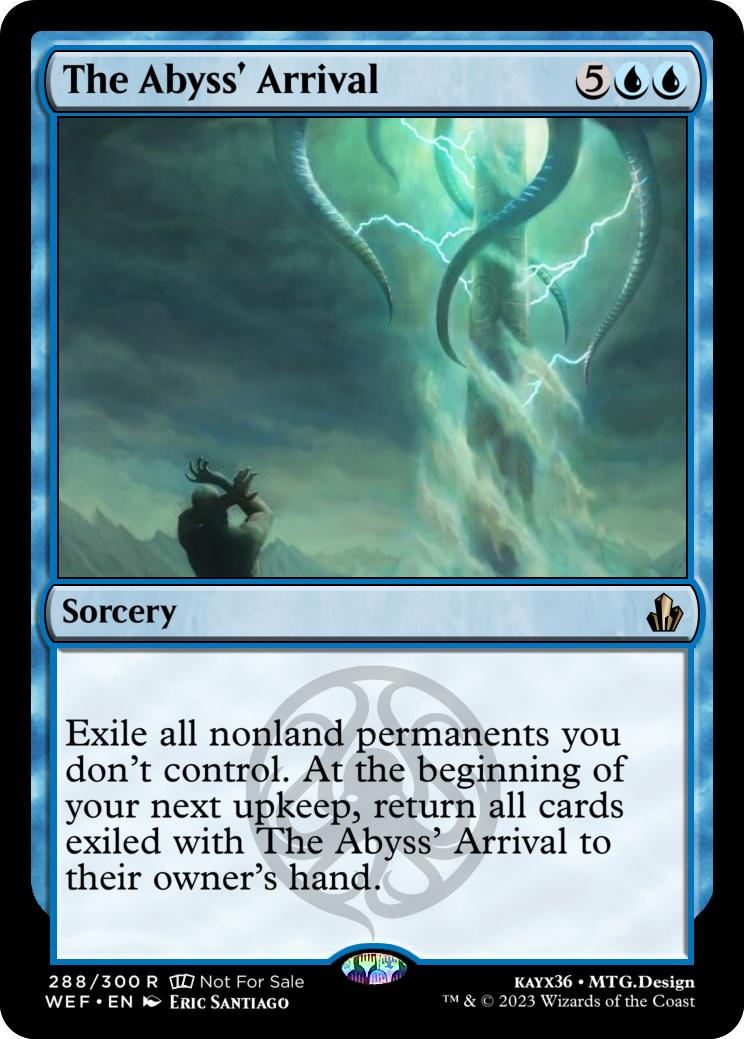 The Abyss' Arrival 5
Sorcery
Exile all nonland permanents you
don't control. At the beginning of
your next upkeep, return all cards
exiled with The Abyss' Arrival to
their owner's hand.
288/300 R Not For Sale
WEF • EN Eric Santiago
KAYX36 • MTG.Design
™ & © 2023 Wizards of the Coast